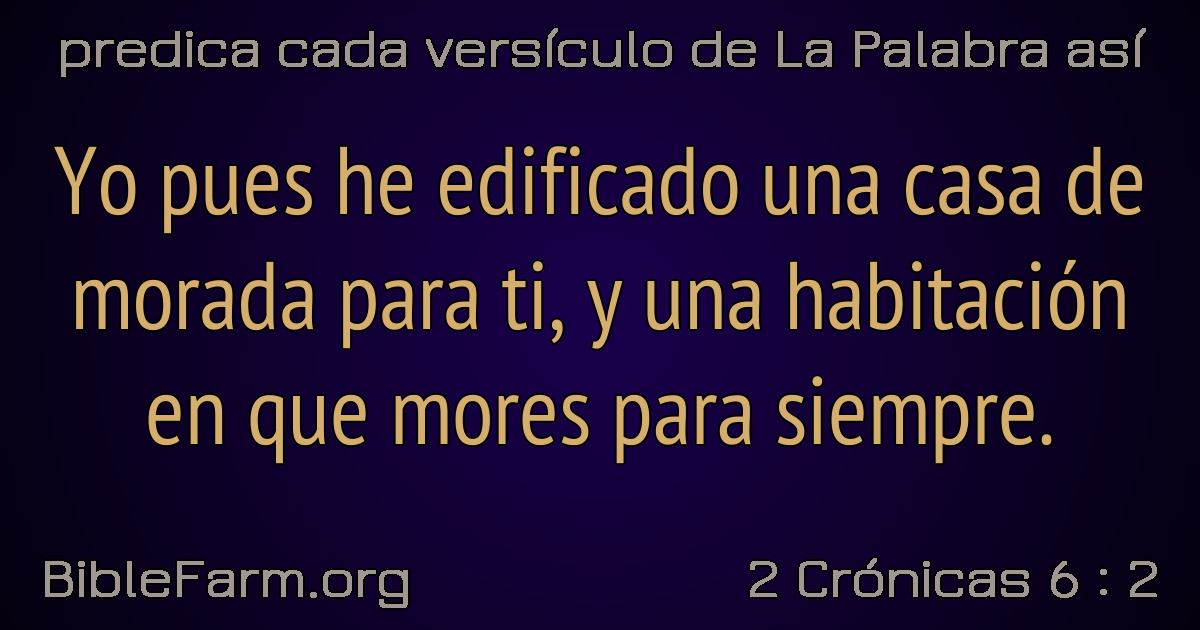 predica cada versículo de La Palabra así
Yo pues he edificado una casa de
morada para ti, y una habitación
en que mores para siempre.
BibleFarm.org
2 Crónicas 6 : 2